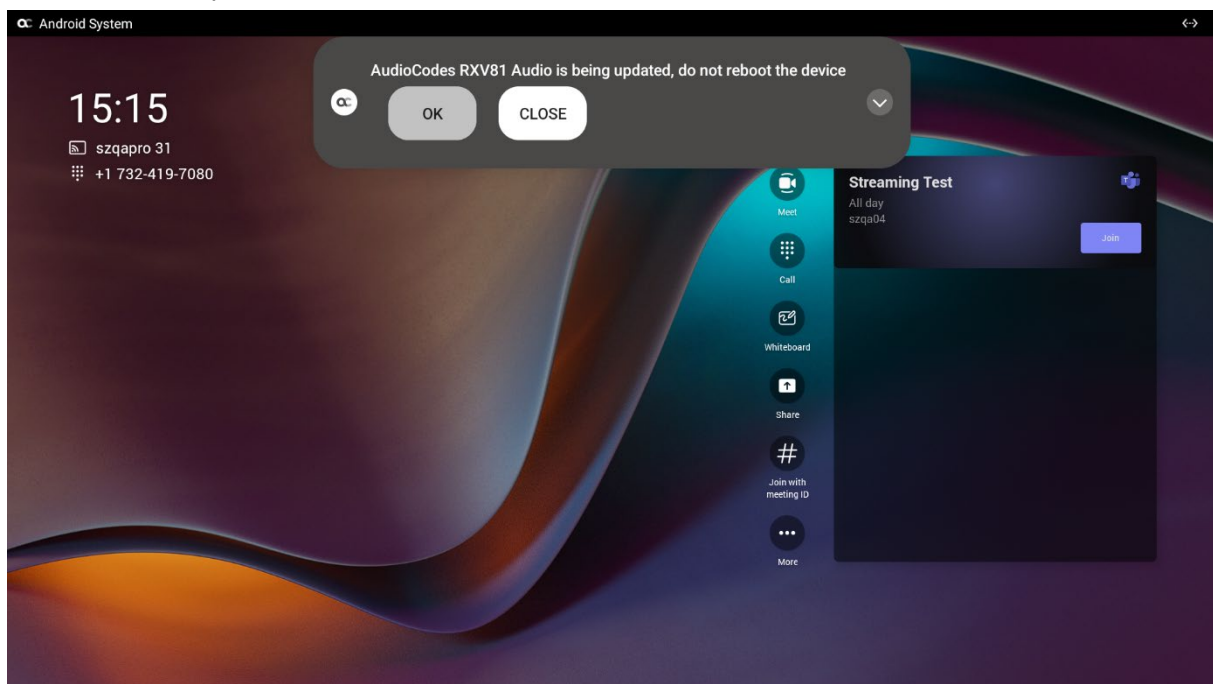 Android System
AudioCodes RXV81 Audio is being updated, do not reboot the device
OK
CLOSE
15:15
szqapro 31
+1 732-419-7080
Meet
Call
Whiteboard
Share
Join with
meeting ID
More
Streaming Test
All day
szqa04
Join